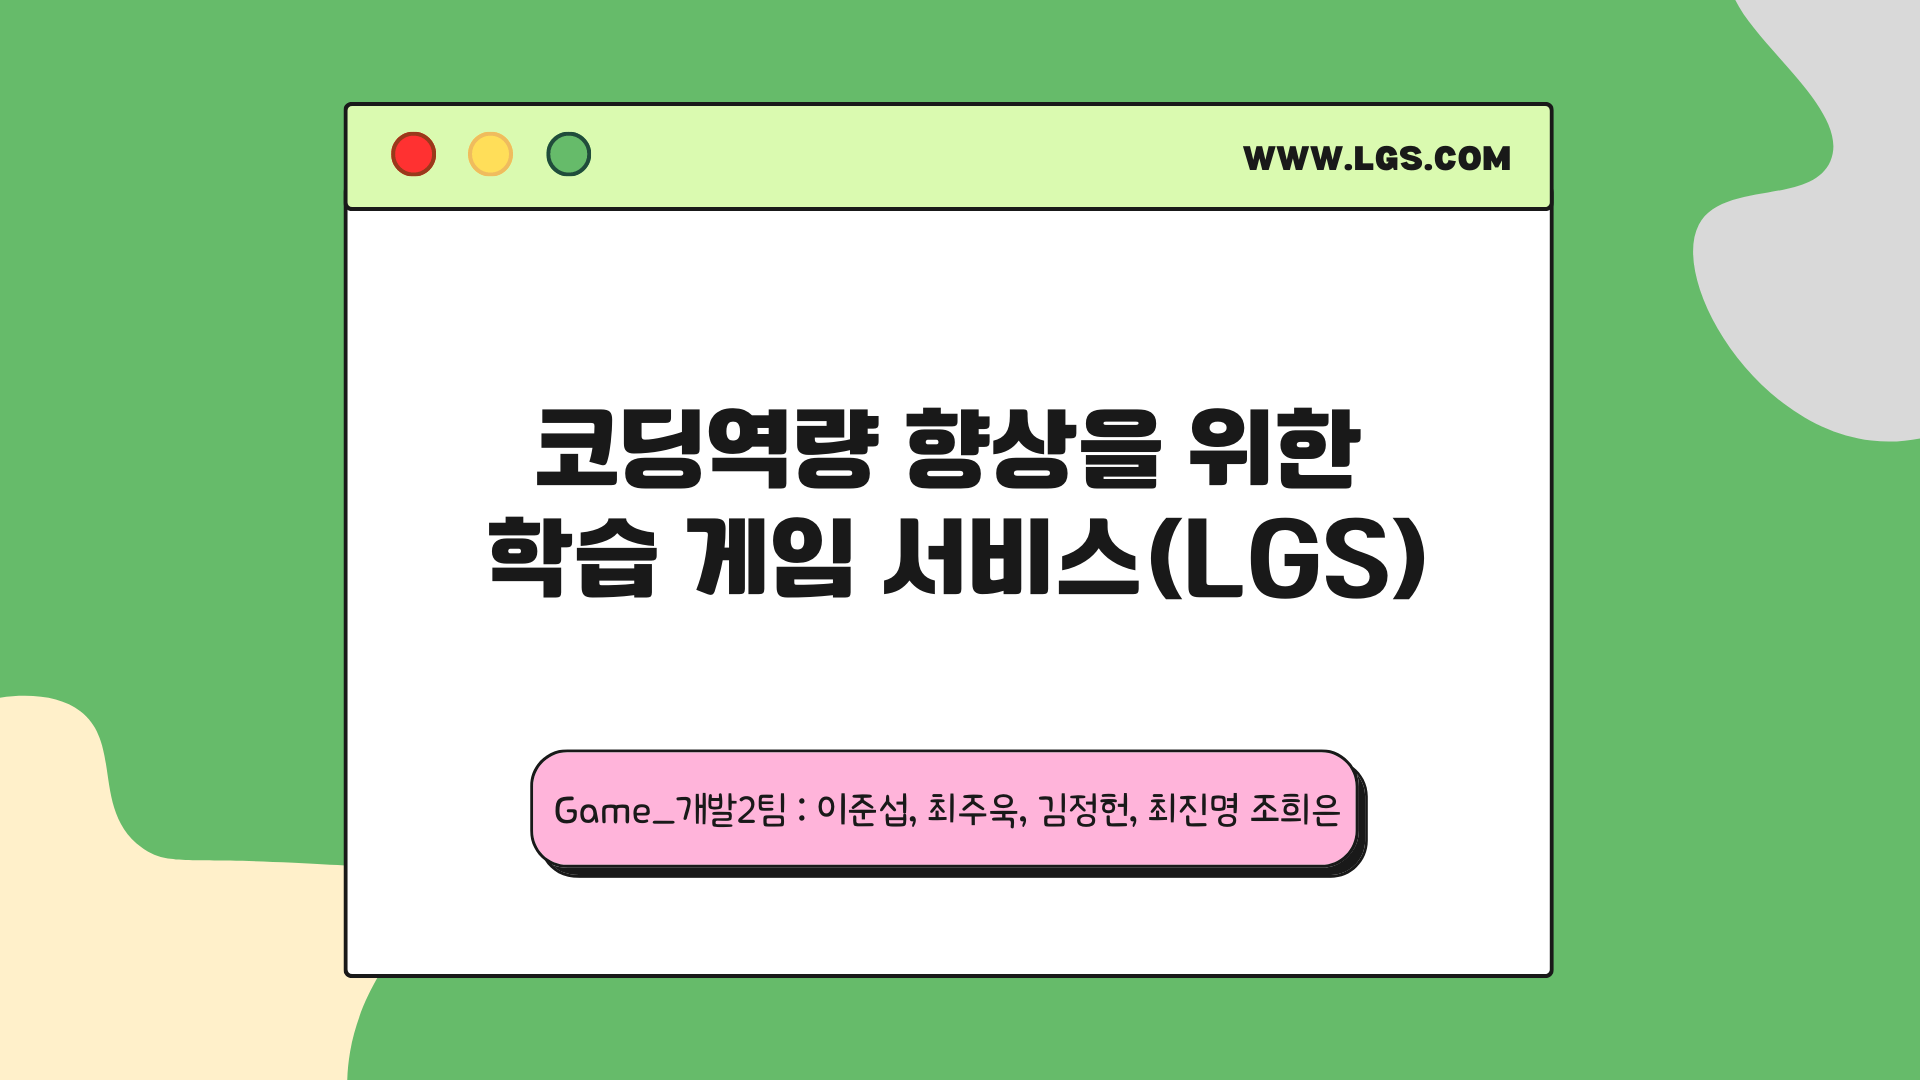 WWW.LGS.COM
코딩역량 향상을 위한
학습 게임 서비스(LGS)
Game_개발2팀 : 이준섭, 최주욱, 김정헌, 최진명 조희은